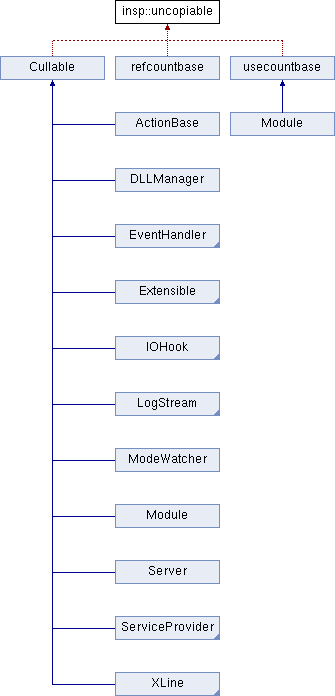 insp::uncopiable
Cullable
refcountbase
usecountbase
ActionBase
Module
DLLManager
EventHandler
Extensible
IOHook
LogStream
ModeWatcher
Module
Server
ServiceProvider
XLine